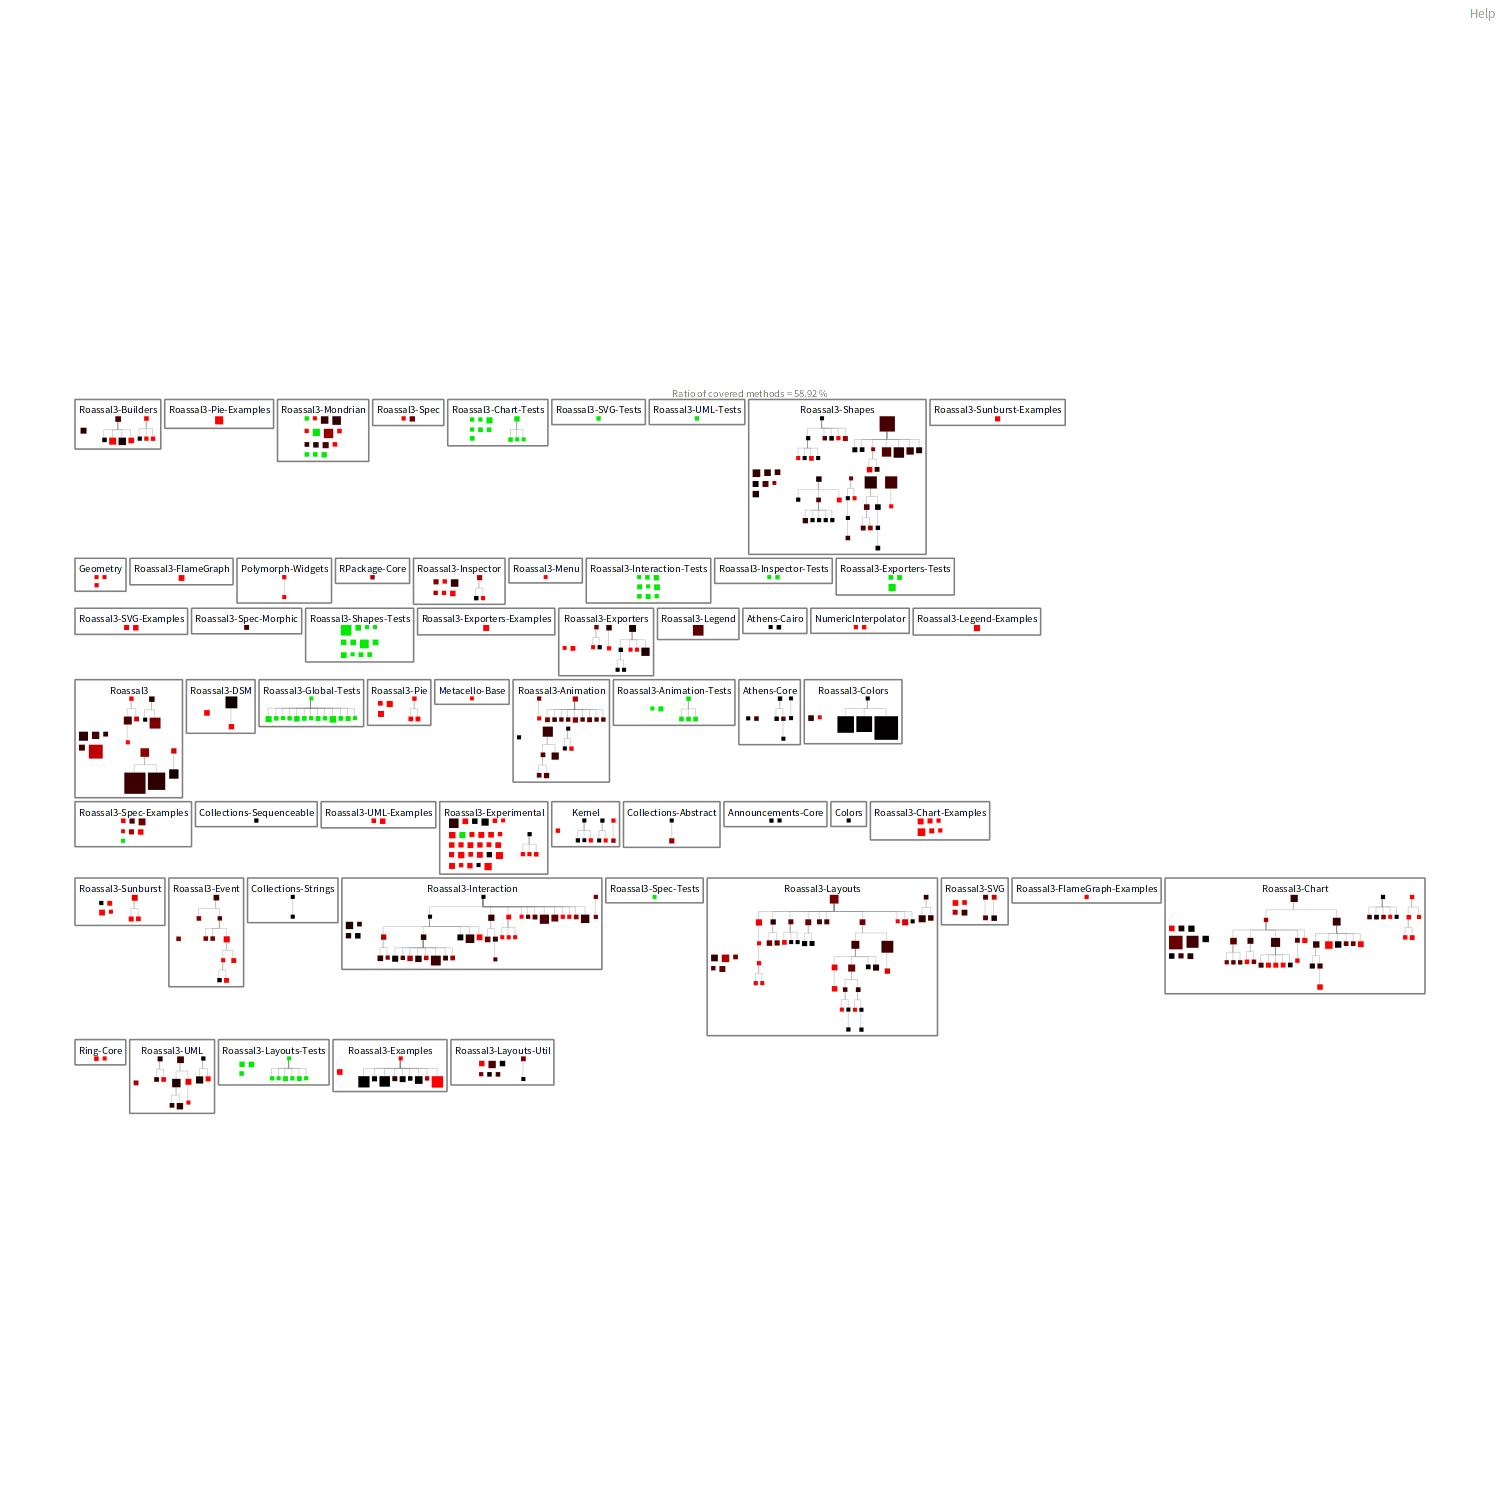 Help
Ratio of covered methods = 58.92 %
Roassal3-Builders Roassal3-Pie-Examples Roassal3-Mondrian Roassal3-Spec Roassal3-Chart-Tests Roassal3-SVG-Tests Roassal3-UML-Tests Roassal3-Shapes Roassal3-Sunburst-Examples
Geometry Roassal3-FlameGraph Polymorph-Widgets RPackage-Core Roassal3-Inspector Roassal3-Menu Roassal3-Interaction-Tests Roassal3-Inspector-Tests Roassal3-Exporters-Tests
Roassal3-SVG-Examples Roassal3-Spec-Morphic Roassal3-Shapes-Tests Roassal3-Exporters-Examples Roassal3-Exporters Roassal3-Legend Athens-Cairo NumericInterpolator Roassal3-Legend-Examples
Roassal3 Roassal3-DSM Roassal3-Global-Tests Roassal3-Pie Metacello-Base Roassal3-Animation Roassal3-Animation-Tests Athens-Core Roassal3-Colors
Roassal3-Spec-Examples Collections-Sequenceable Roassal3-UML-Examples Roassal3-Experimental Kernel Collections-Abstract Announcements-Core Colors Roassal3-Chart-Examples
Roassal3-Sunburst Roassal3-Event Collections-Strings Roassal3-Interaction Roassal3-Spec-Tests Roassal3-Layouts Roassal3-SVG Roassal3-FlameGraph-Examples Roassal3-Chart
Ring-Core Roassal3-UML Roassal3-Layouts-Tests Roassal3-Examples Roassal3-Layouts-Util